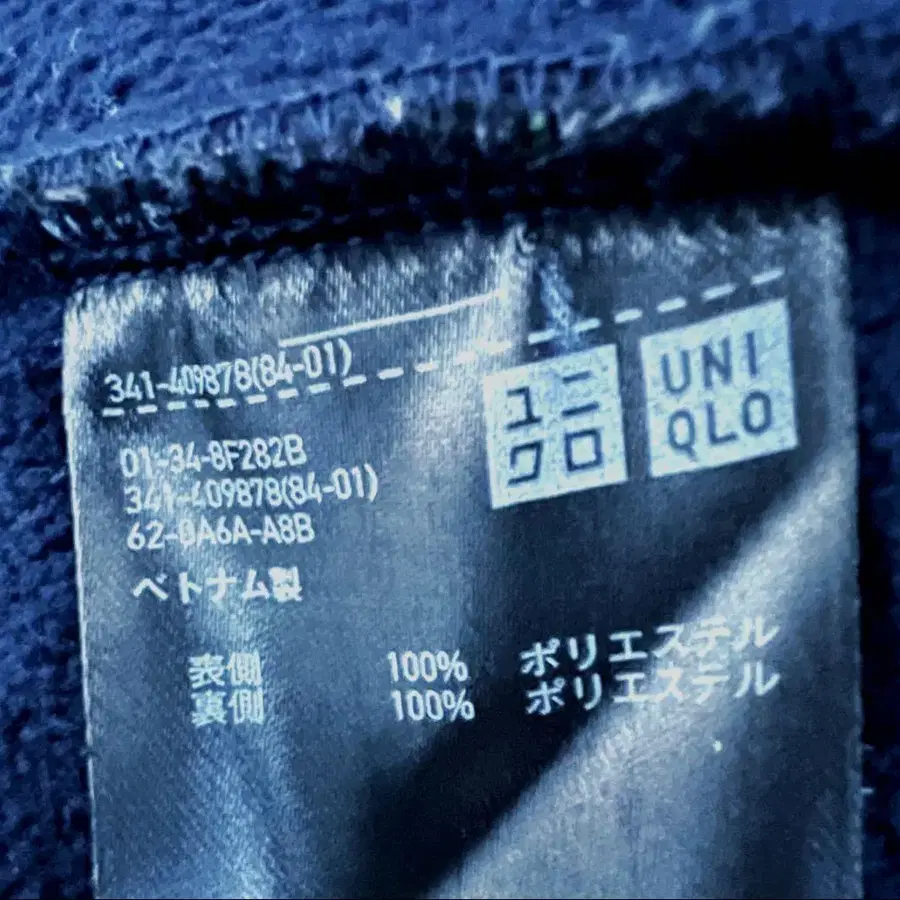 341-409878(84-01)
ユニ
クロ
UNI
QLO
01-34-8F282B
341-409878(84-01)
62-0A6A-A8B
ベトナム製
表側 100% ポリエステル
裏側 100% ポリエステル